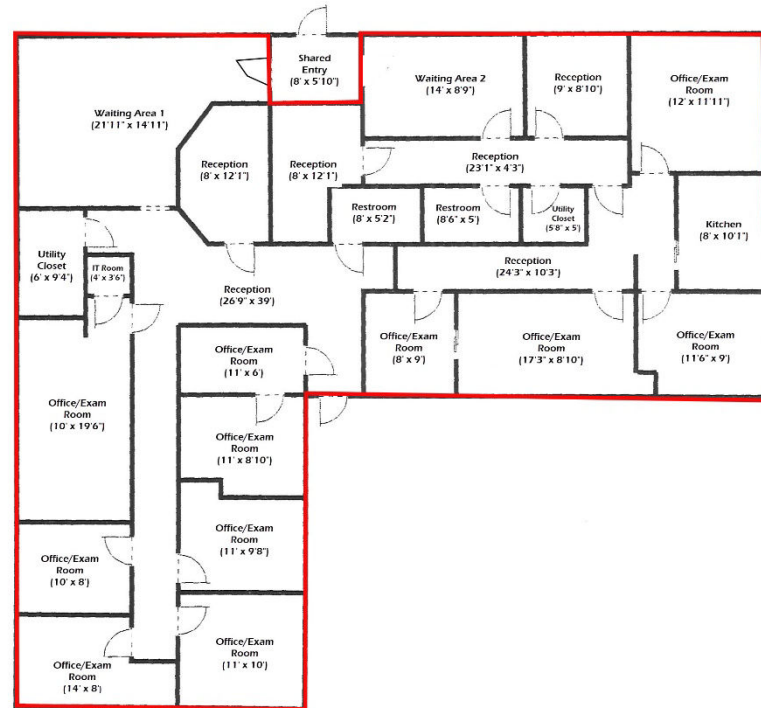 Shared
Entry
(8' x 5'10")
Waiting Area 1
(21'11" x 14'11")
Waiting Area 2
(14' x 8'9")
Reception
(9' x 8'10")
Office/Exam
Room
(12' x 11'11")
Reception
(8' x 12'1")
Reception
(8' x 12'1")
Reception
(23'1" x 4'3")
Restroom
(8' x 5'2")
Restroom
(8'6" x 5')
Utility
Closet
(5'8" x 5')
Kitchen
(8' x 10'1")
Utility
Closet
(6' x 9'4")
IT Room
(4' x 3'6")
Reception
(26'9" x 39')
Reception
(24'3" x 10'3")
Office/Exam
Room
(11' x 6')
Office/Exam
Room
(8' x 9')
Office/Exam
Room
(17'3" x 8'10")
Office/Exam
Room
(11'6" x 9')
Office/Exam
Room
(10' x 19'6")
Office/Exam
Room
(11' x 8'10")
Office/Exam
Room
(11' x 9'8")
Office/Exam
Room
(10' x 8')
Office/Exam
Room
(11' x 10')
Office/Exam
Room
(14' x 8')